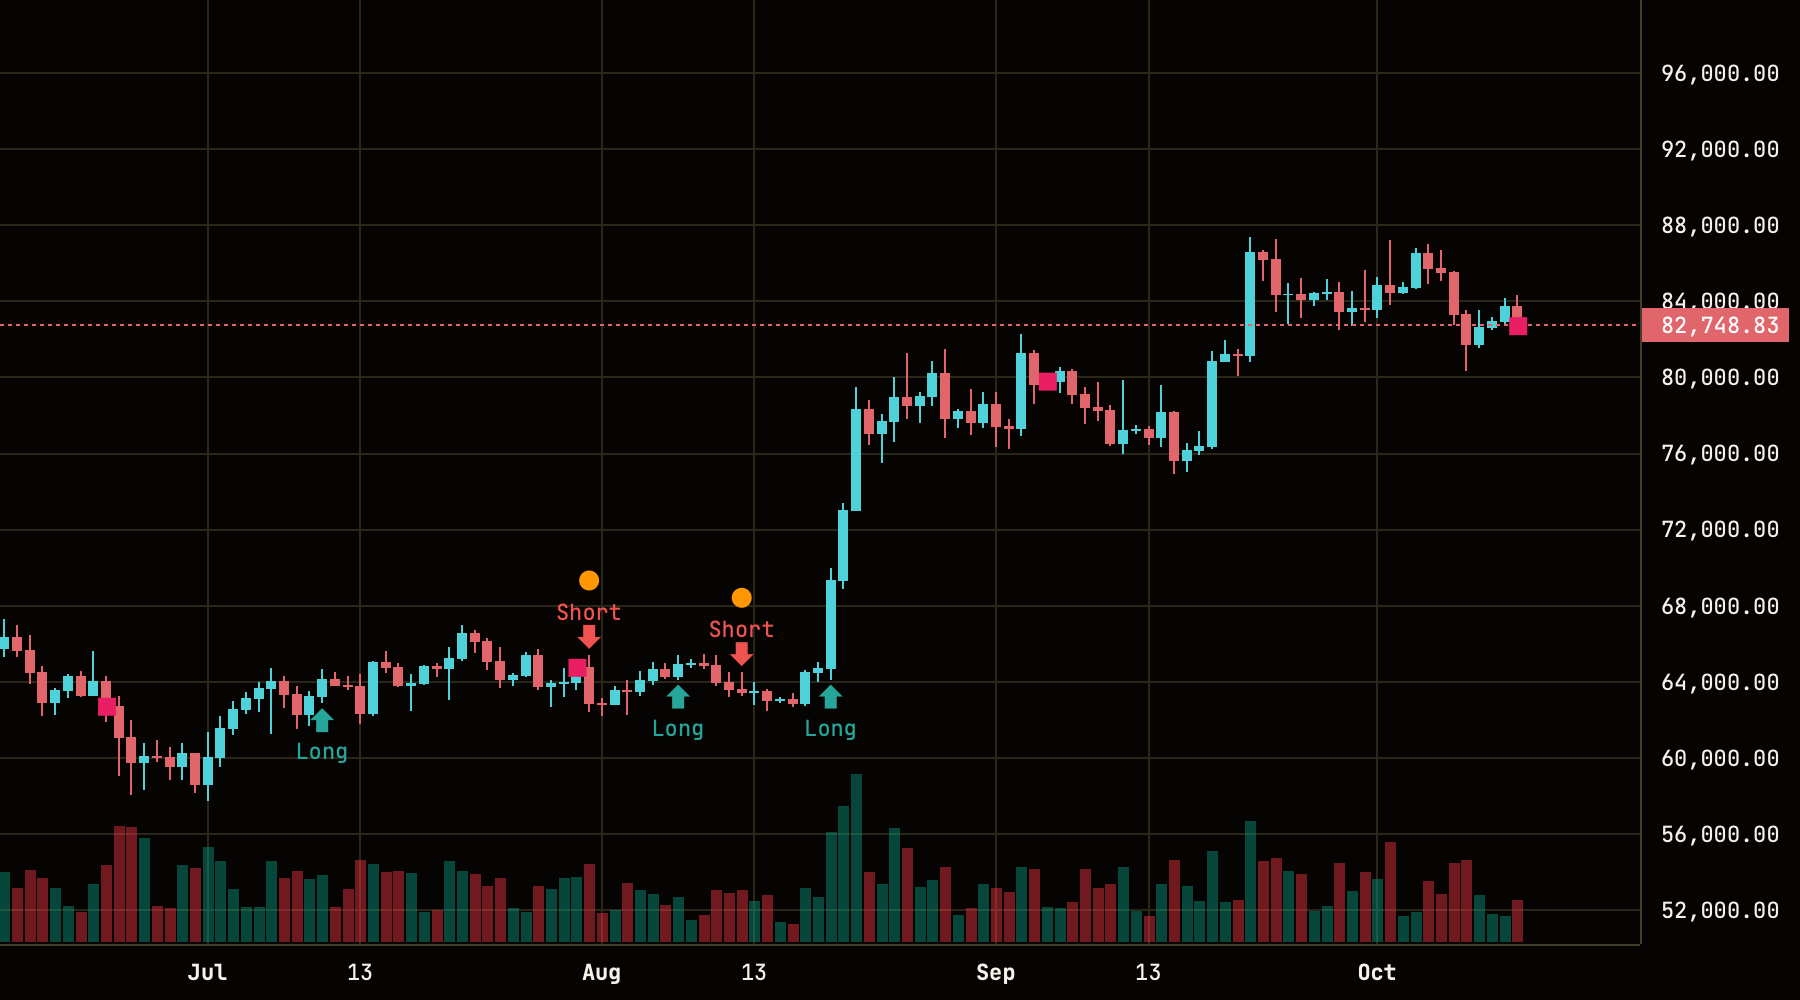 96,000.00
92,000.00
88,000.00
84,000.00
82,748.83
80,000.00
76,000.00
72,000.00
68,000.00
Short
Short
64,000.00
Long
Long
Long
60,000.00
56,000.00
52,000.00
Jul 13 Aug 13 Sep 13 Oct